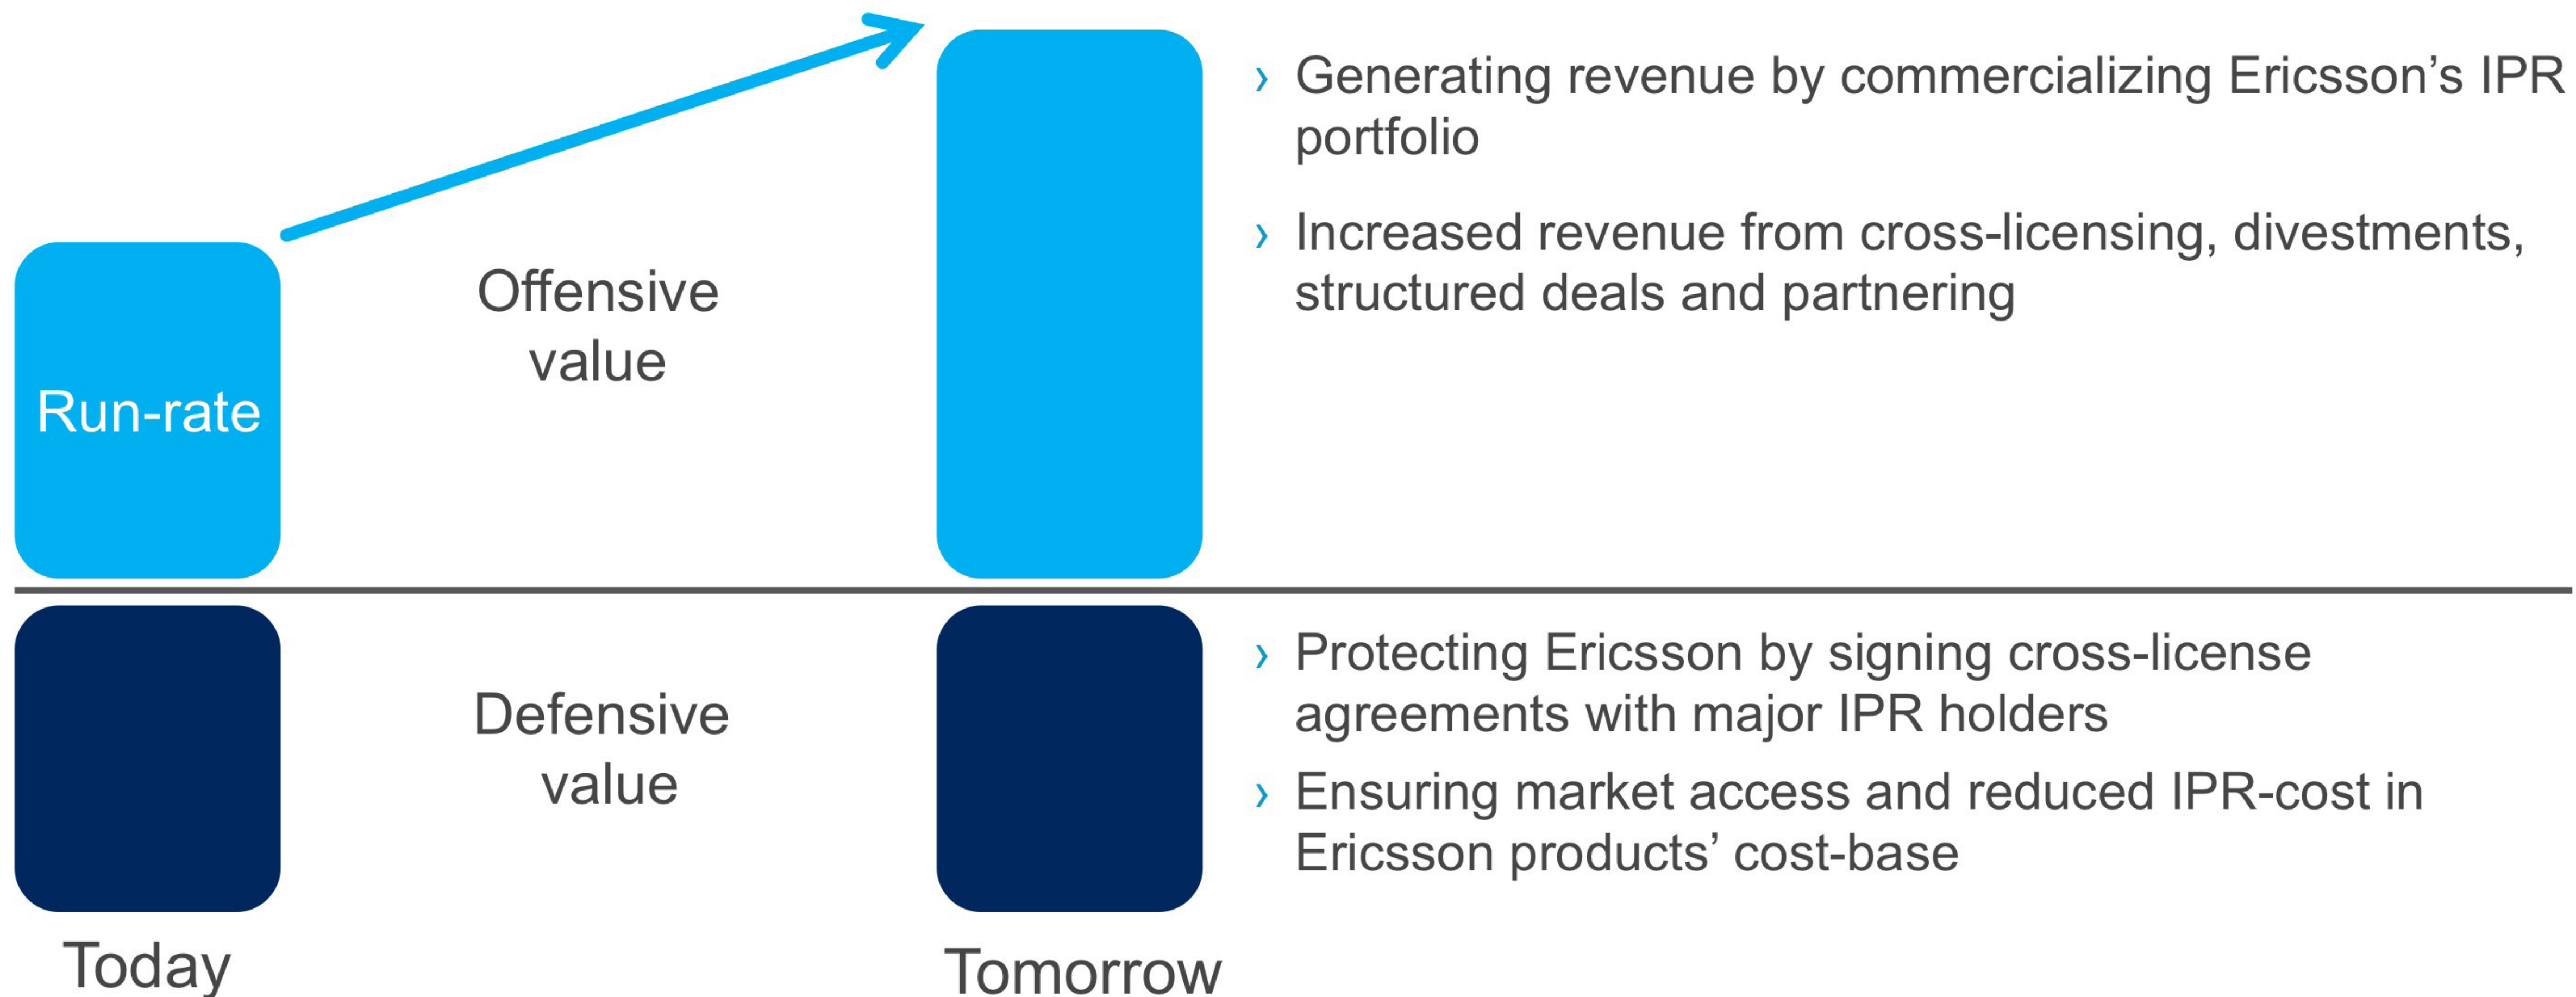 › Generating revenue by commercializing Ericsson’s IPR
portfolio
› Increased revenue from cross-licensing, divestments,
structured deals and partnering
Offensive
value
Run-rate
› Protecting Ericsson by signing cross-license
agreements with major IPR holders
Defensive
value
› Ensuring market access and reduced IPR-cost in
Ericsson products’ cost-base
Today
Tomorrow